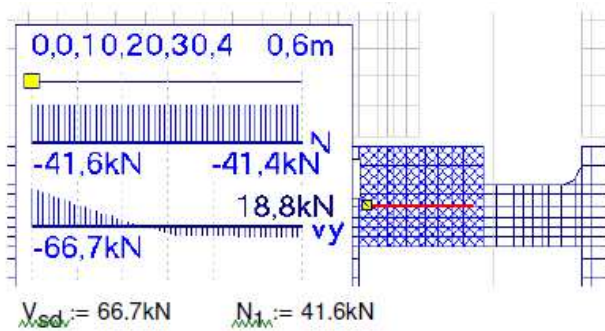 0,0,10,20,30,4 0,6m
N
-41,6kN -41,4kN
18,8kN
-66,7kN vy
Vsd := 66.7kN N1 := 41.6kN